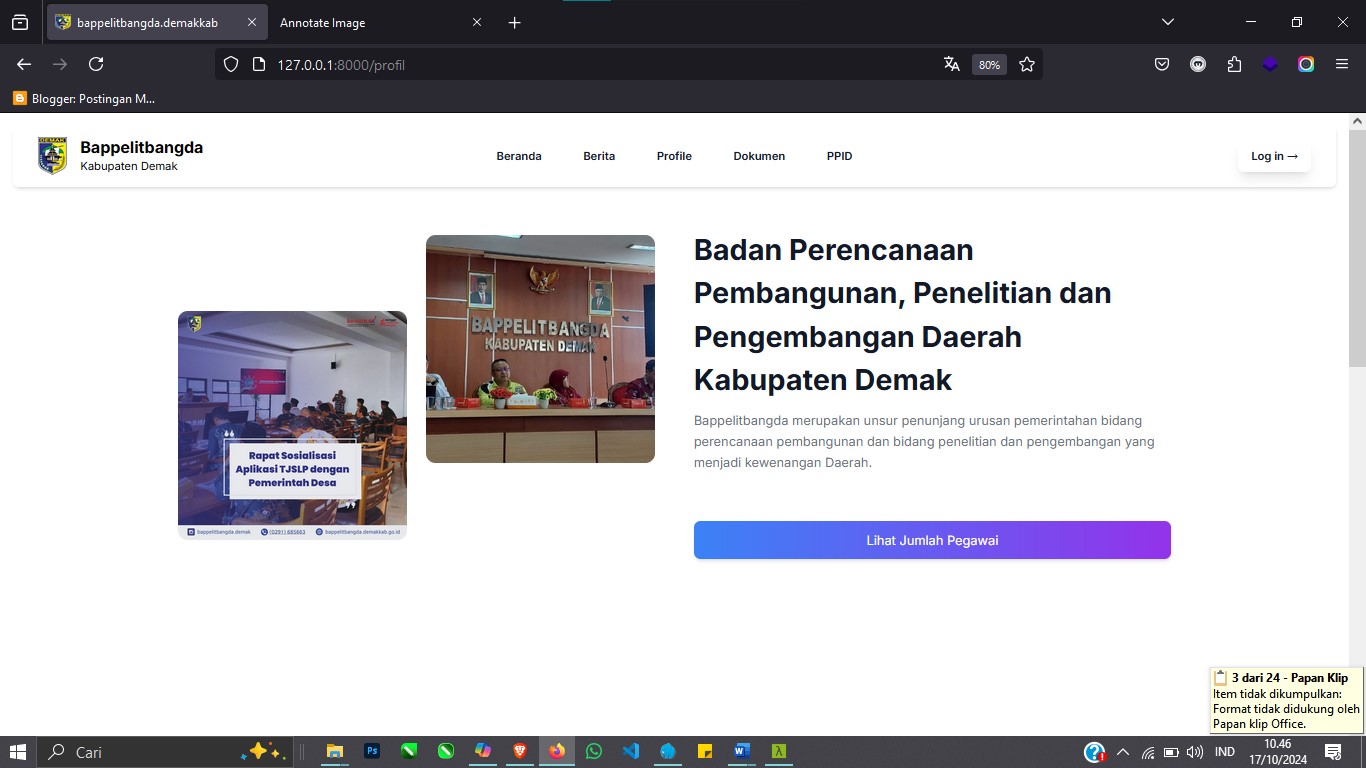 bappelitbangda.demakkab
Annotate Image
127.0.0.1:8000/profil
80%
Blogger: Postingan M...
DEMAK
Bappelitbangda
Kabupaten Demak
Beranda
Berita
Profile
Dokumen
PPID
Log in →
BAPPELITBANGDA
KABUPATEN DEMAK
Rapat Sosialisasi
Aplikasi TJSLP dengan
Pemerintah Desa
bappelitbangda.demak
(0291) 685663
bappelitbangda.demakkab.go.id
Badan Perencanaan
Pembangunan, Penelitian dan
Pengembangan Daerah
Kabupaten Demak
Bappelitbangda merupakan unsur penunjang urusan pemerintahan bidang
perencanaan pembangunan dan bidang penelitian dan pengembangan yang
menjadi kewenangan Daerah.
Lihat Jumlah Pegawai
3 dari 24 - Papan Klip
Item tidak dikumpulkan:
Format tidak didukung oleh
Papan klip Office.
Cari
IND
10.46
17/10/2024